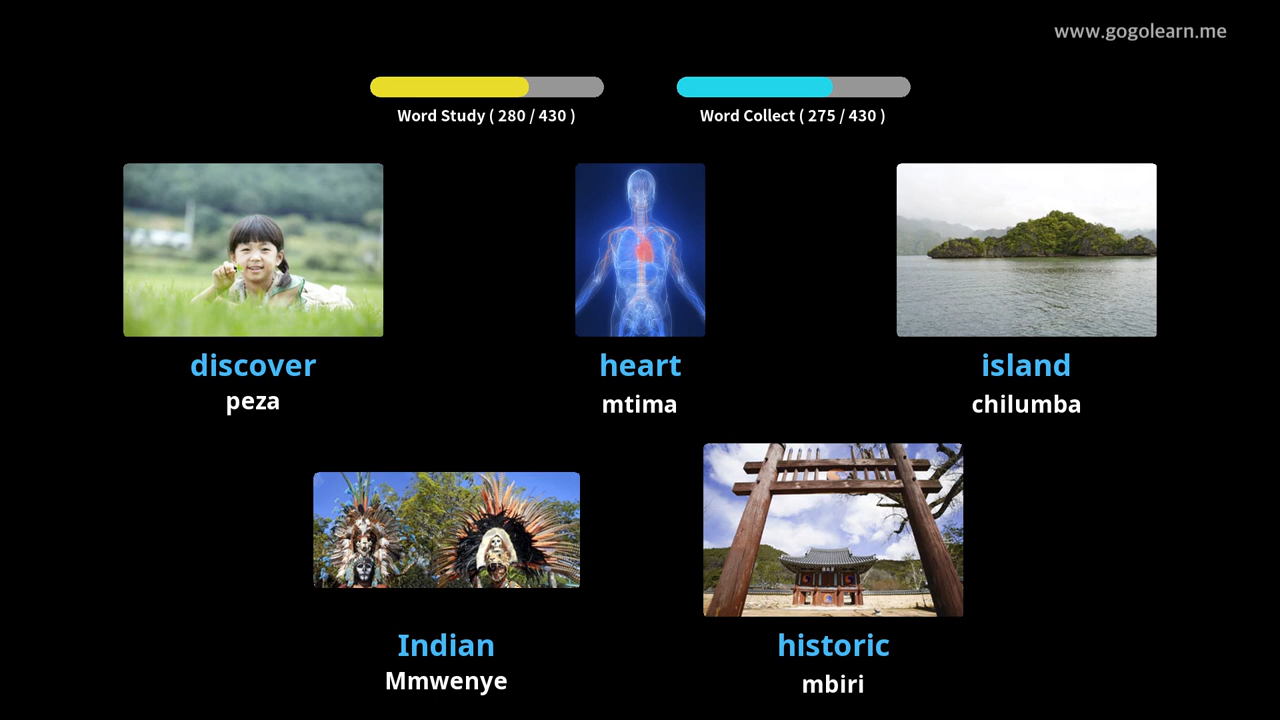 www.gogolearn.me
Word Study ( 280 / 430 )
Word Collect ( 275 / 430 )
discover
peza
heart
mtima
island
chilumba
Indian
Mmwenye
historic
mbiri